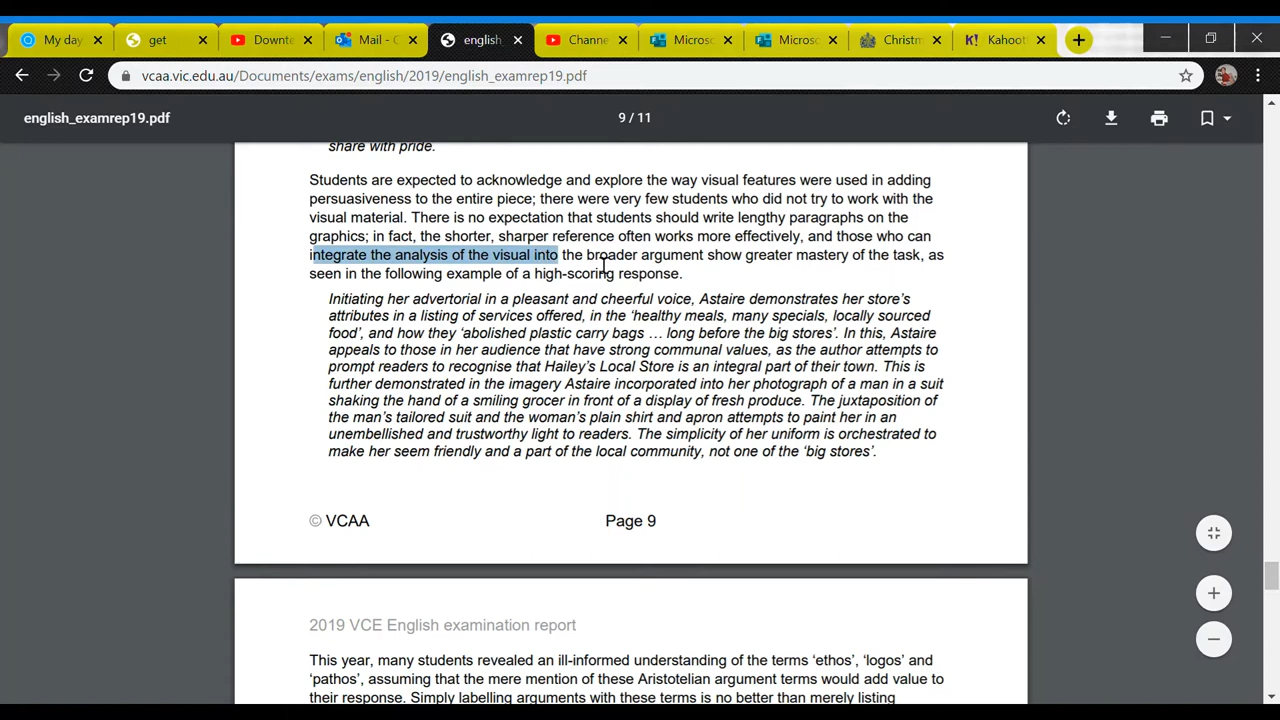 My day
get
Downte
Mail - C
english
Channe
Microso
Microso
Christm
K! Kahoot!
vcaa.vic.edu.au/Documents/exams/english/2019/english_examrep19.pdf
english_examrep19.pdf
9 / 11
share with pride.
Students are expected to acknowledge and explore the way visual features were used in adding
persuasiveness to the entire piece; there were very few students who did not try to work with the
visual material. There is no expectation that students should write lengthy paragraphs on the
graphics; in fact, the shorter, sharper reference often works more effectively, and those who can
integrate the analysis of the visual into the broader argument show greater mastery of the task, as
seen in the following example of a high-scoring response.
Initiating her advertorial in a pleasant and cheerful voice, Astaire demonstrates her store's
attributes in a listing of services offered, in the 'healthy meals, many specials, locally sourced
food', and how they 'abolished plastic carry bags … long before the big stores'. In this, Astaire
appeals to those in her audience that have strong communal values, as the author attempts to
prompt readers to recognise that Hailey's Local Store is an integral part of their town. This is
further demonstrated in the imagery Astaire incorporated into her photograph of a man in a suit
shaking the hand of a smiling grocer in front of a display of fresh produce. The juxtaposition of
the man's tailored suit and the woman's plain shirt and apron attempts to paint her in an
unembellished and trustworthy light to readers. The simplicity of her uniform is orchestrated to
make her seem friendly and a part of the local community, not one of the 'big stores'.
© VCAA
Page 9
2019 VCE English examination report
This year, many students revealed an ill-informed understanding of the terms 'ethos', 'logos' and
'pathos', assuming that the mere mention of these Aristotelian argument terms would add value to
their response. Simply labelling arguments with these terms is no better than merely listing